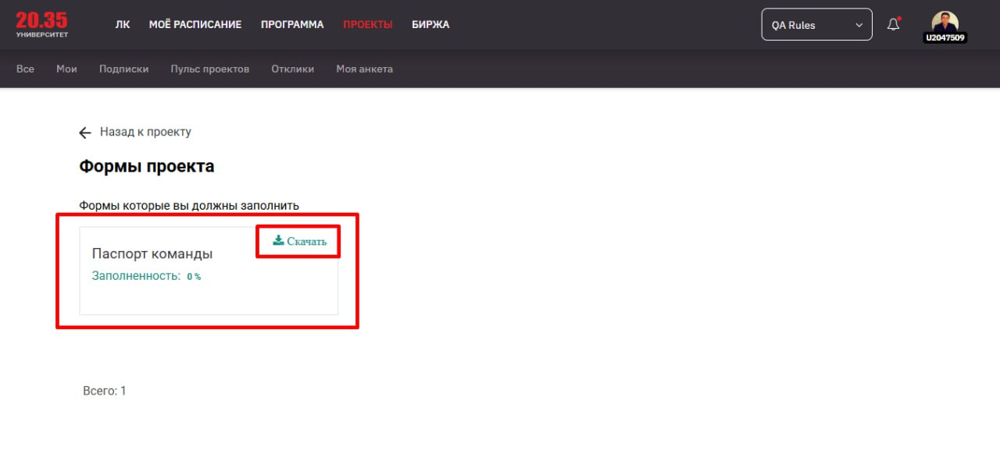 20.35
УНИВЕРСИТЕТ
ЛК МОЁ РАСПИСАНИЕ ПРОГРАММА ПРОЕКТЫ БИРЖА
QA Rules
U2047509
Все Мои Подписки Пульс проектов Отклики Моя анкета
Назад к проекту
Формы проекта
Формы которые вы должны заполнить
Скачать
Паспорт команды
Заполненность: 0 %
Всего: 1